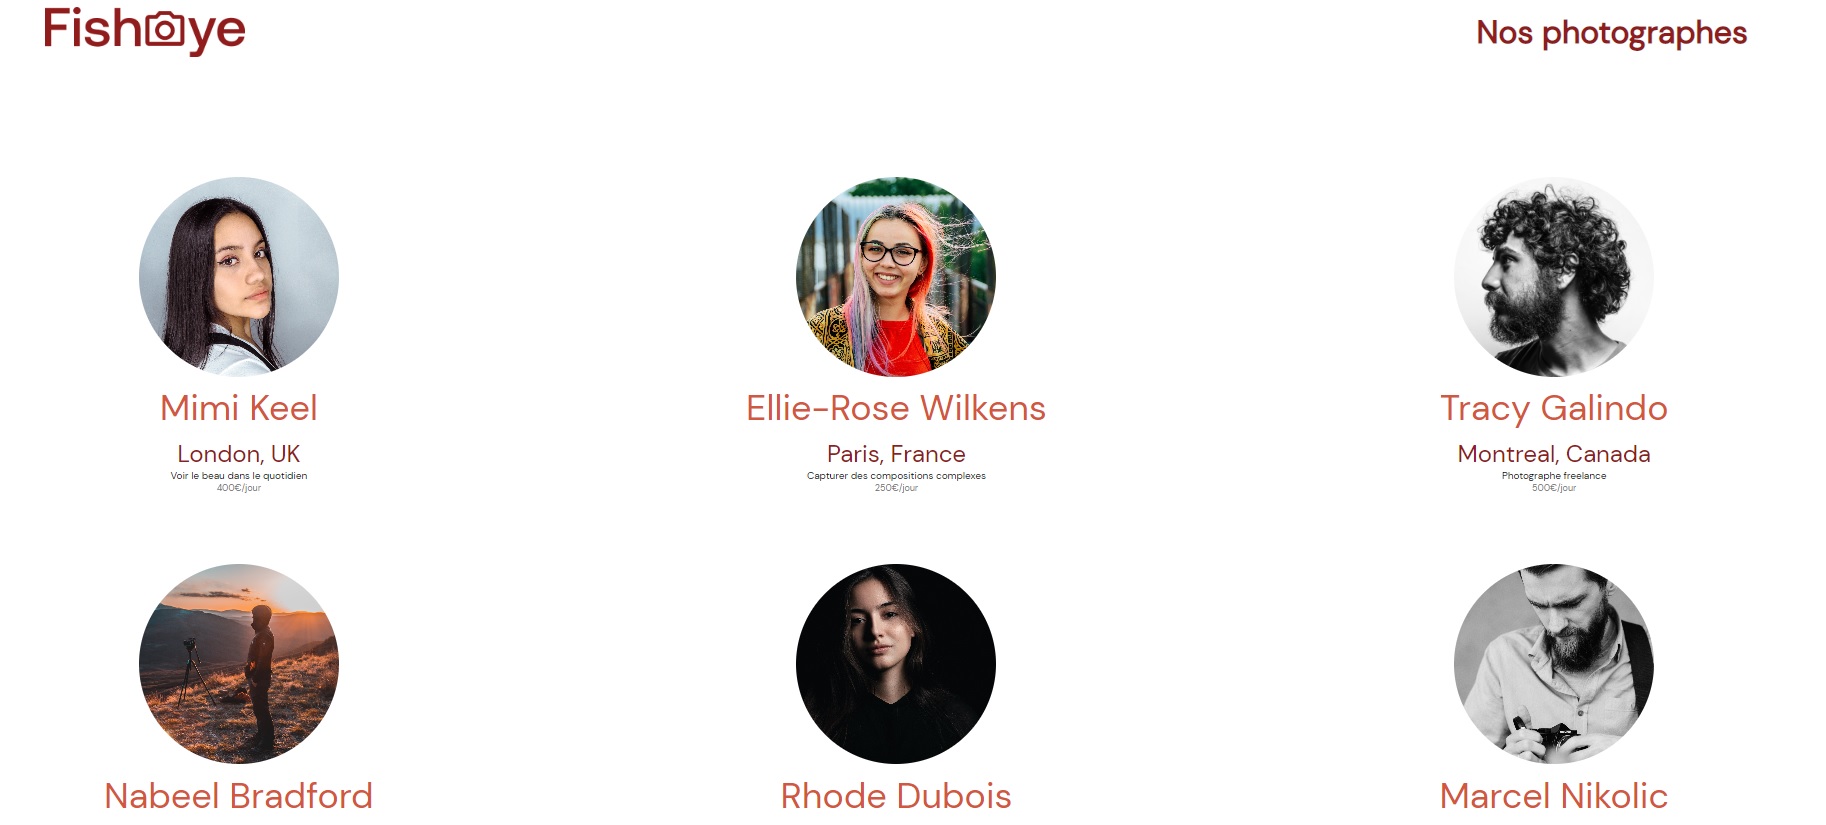 Fisheye
Nos photographes
Mimi Keel
London, UK
Voir le beau dans le quotidien
400€/jour
Ellie-Rose Wilkens
Paris, France
Capturer des compositions complexes
250€/jour
Tracy Galindo
Montreal, Canada
Photographe freelance
500€/jour
Nabeel Bradford
Rhode Dubois
Marcel Nikolic